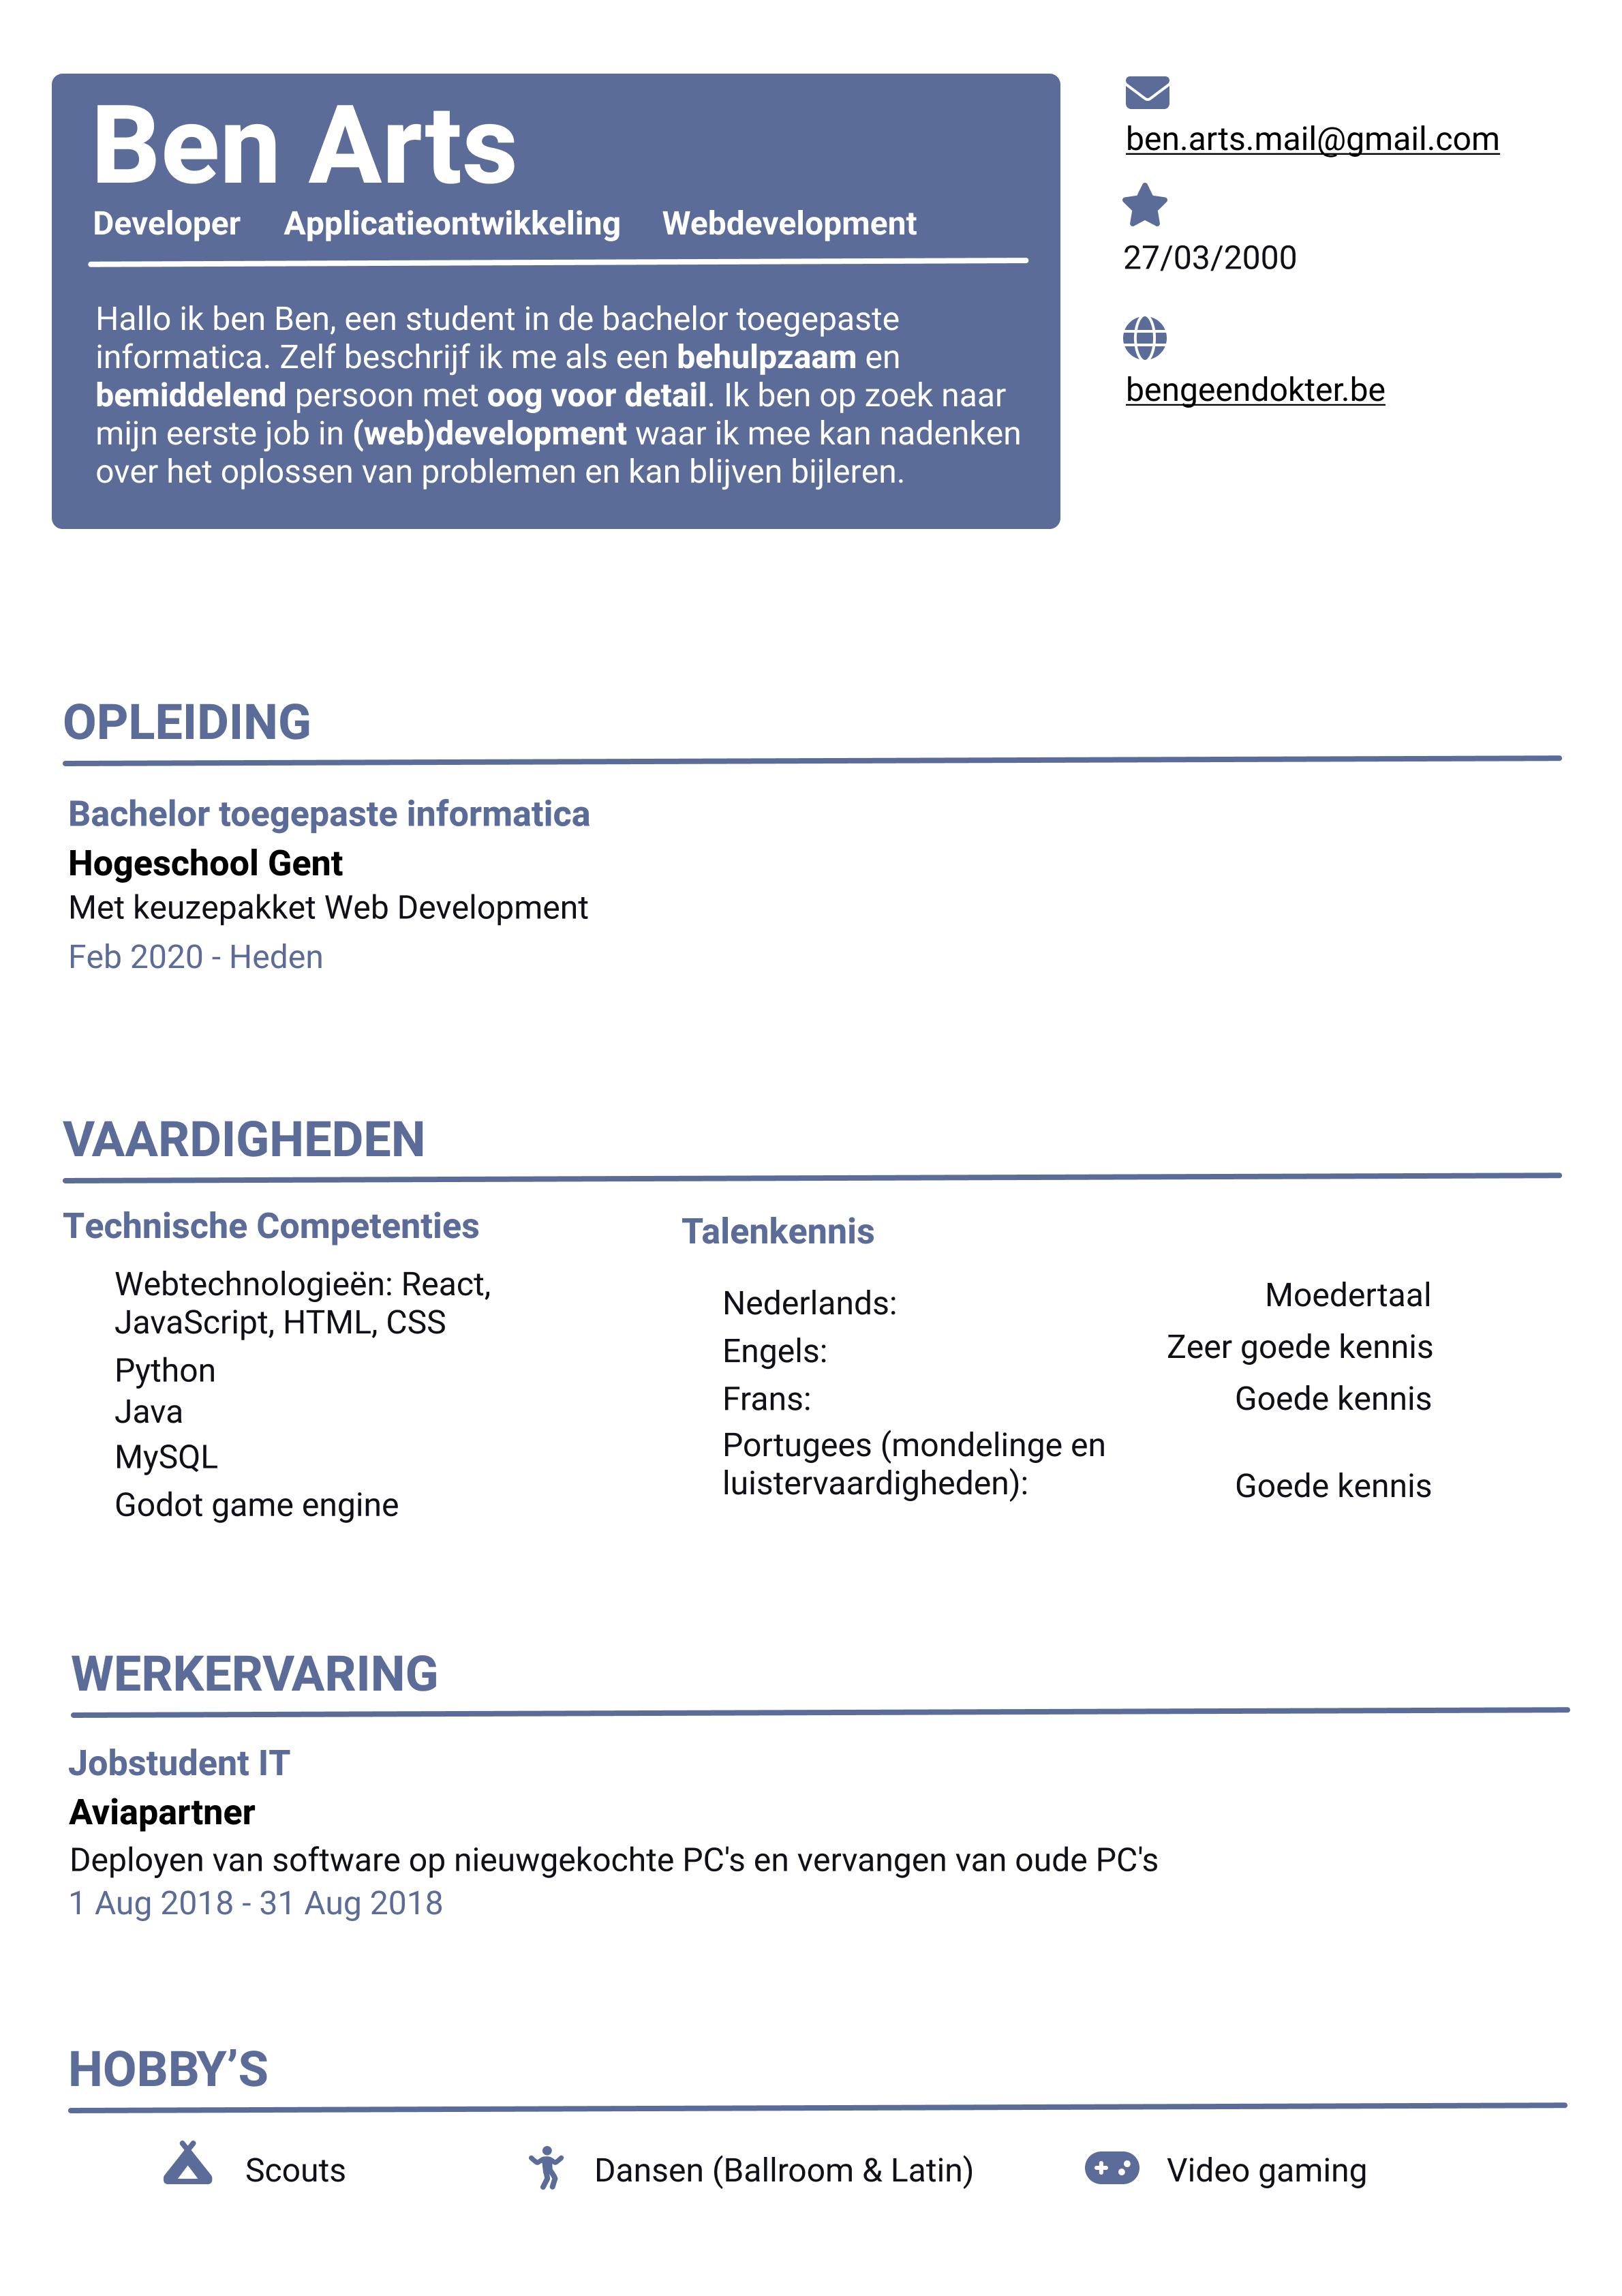 Ben Arts
Developer Applicatieontwikkeling Webdevelopment
Hallo ik ben Ben, een student in de bachelor toegepaste
informatica. Zelf beschrijf ik me als een behulpzaam en
bemiddelend persoon met oog voor detail. Ik ben op zoek naar
mijn eerste job in (web)development waar ik mee kan nadenken
over het oplossen van problemen en kan blijven bijleren.
ben.arts.mail@gmail.com
27/03/2000
bengeendokter.be
OPLEIDING
Bachelor toegepaste informatica
Hogeschool Gent
Met keuzepakket Web Development
Feb 2020 - Heden
VAARDIGHEDEN
Technische Competenties
Webtechnologieën: React,
JavaScript, HTML, CSS
Python
Java
MySQL
Godot game engine
Talenkennis
Nederlands: Moedertaal
Engels: Zeer goede kennis
Frans: Goede kennis
Portugees (mondelinge en
luistervaardigheden): Goede kennis
WERKERVARING
Jobstudent IT
Aviapartner
Deployen van software op nieuwgekochte PC's en vervangen van oude PC's
1 Aug 2018 - 31 Aug 2018
HOBBY’S
Scouts Dansen (Ballroom & Latin) Video gaming